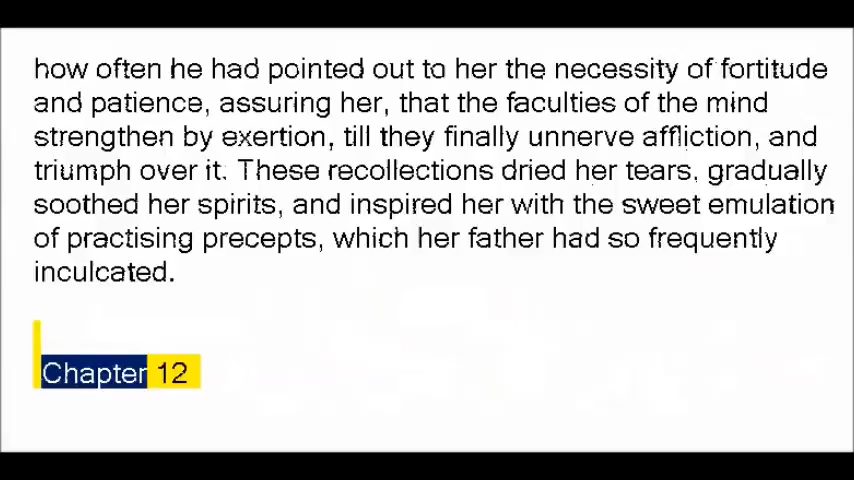 how often he had pointed out to her the necessity of fortitude
and patience, assuring her, that the faculties of the mind
strengthen by exertion, till they finally unnerve affliction, and
triumph over it. These recollections dried her tears, gradually
soothed her spirits, and inspired her with the sweet emulation
of practising precepts, which her father had so frequently
inculcated.
Chapter 12